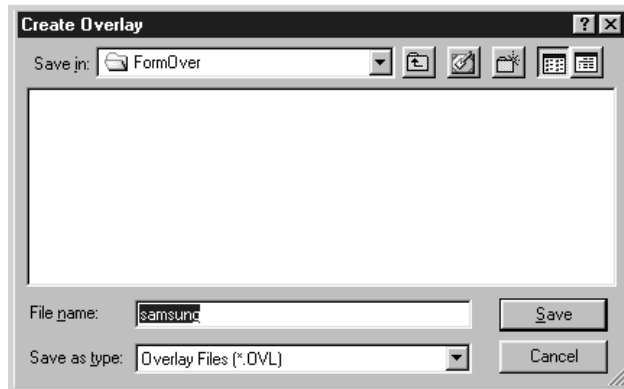 Create Overlay
Save in: FormOver
File name: samsung
Save
Save as type: Overlay Files (*.OVL)
Cancel